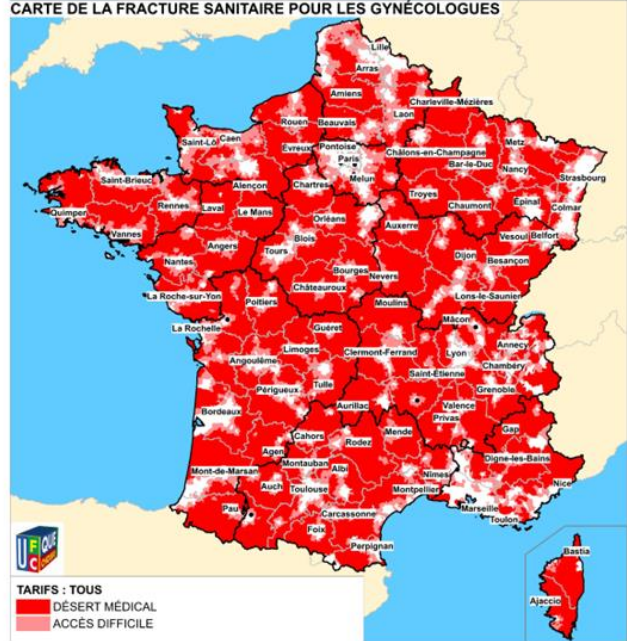 CARTE DE LA FRACTURE SANITAIRE POUR LES GYNÉCOLOGUES
Lille
Arras
Amiens
Charleville-Mézières
Laon
Rouen
Beauvais
Saint-Lô
Caen
Évreux
Pontoise
Paris
Melun
Châlons-en-Champagne
Bar-le-Duc
Metz
Nancy
Strasbourg
Saint-Brieuc
Quimper
Rennes
Vannes
Alençon
Laval
Le Mans
Chartres
Troyes
Chaumont
Épinal
Colmar
Orléans
Auxerre
Vesoul
Belfort
Angers
Nantes
Blois
Tours
Dijon
Besançon
Bourges
Nevers
Châteauroux
La Roche-sur-Yon
Poitiers
Moulins
Lons-le-Saunier
Mâcon
La Rochelle
Guéret
Limoges
Clermont-Ferrand
Lyon
Annecy
Chambéry
Angoulême
Saint-Étienne
Grenoble
Périgueux
Tulle
Valence
Bordeaux
Aurillac
Privas
Cahors
Mende
Rodez
Gap
Agen
Digne-les-Bains
Mont-de-Marsan
Montauban
Albi
Nîmes
Nice
Auch
Toulouse
Montpellier
Pau
Carcassonne
Marseille
Toulon
Foix
Perpignan
Bastia
Ajaccio
UFC
QUE
CHOISIR
TARIFS : TOUS
DÉSERT MÉDICAL
ACCÈS DIFFICILE